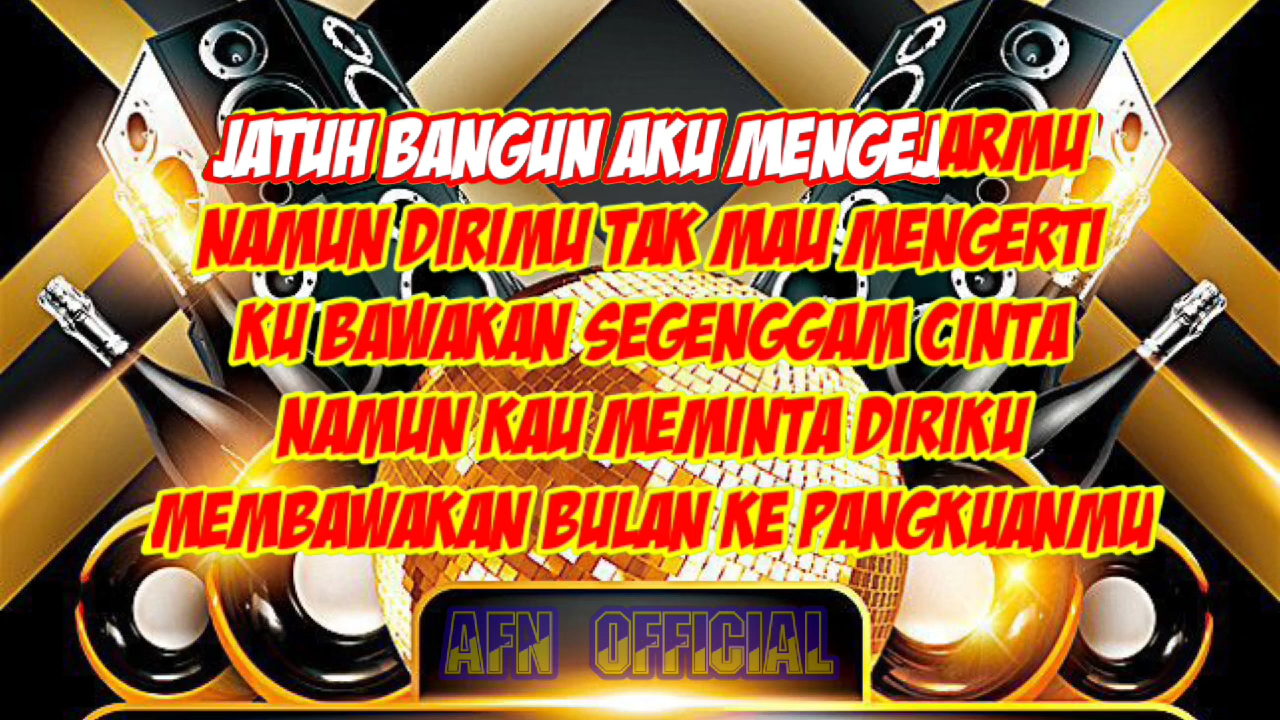 JATUH BANGUN AKU MENGEJARMU
NAMUN DIRIMU TAK MAU MENGERTI
KU BAWAKAN SEGENGGAM CINTA
NAMUN KAU MEMINTA DIRIKU
MEMBAWAKAN BULAN KE PANGKUANMU
AFN OFFICIAL